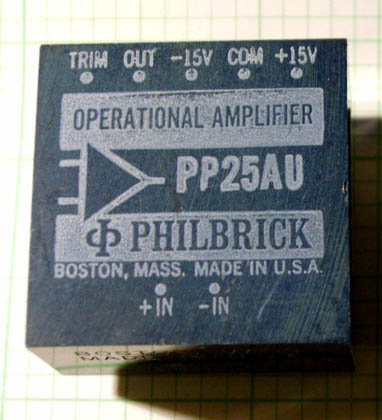 TRIM OUT -15V COM +15V
OPERATIONAL AMPLIFIER
PP25AU
PHILBRICK
BOSTON, MASS. MADE IN U.S.A.
+IN -IN